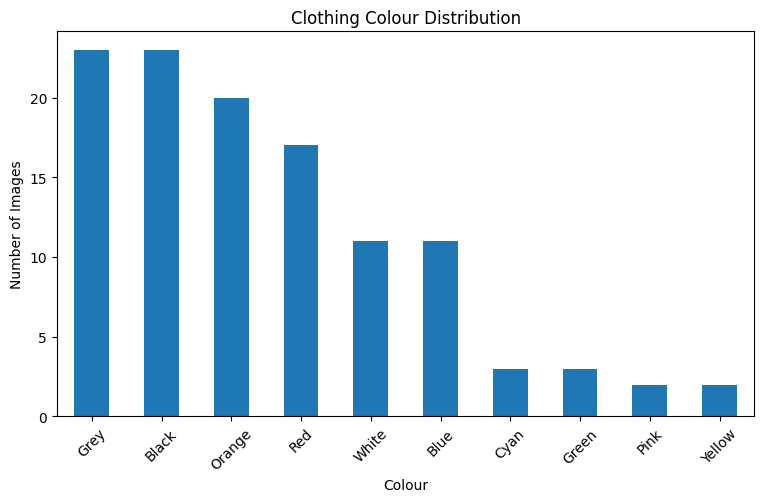 Clothing Colour Distribution
Number of Images
20
15
10
5
0
Grey
Black
Orange
Red
White
Blue
Cyan
Green
Pink
Yellow
Colour